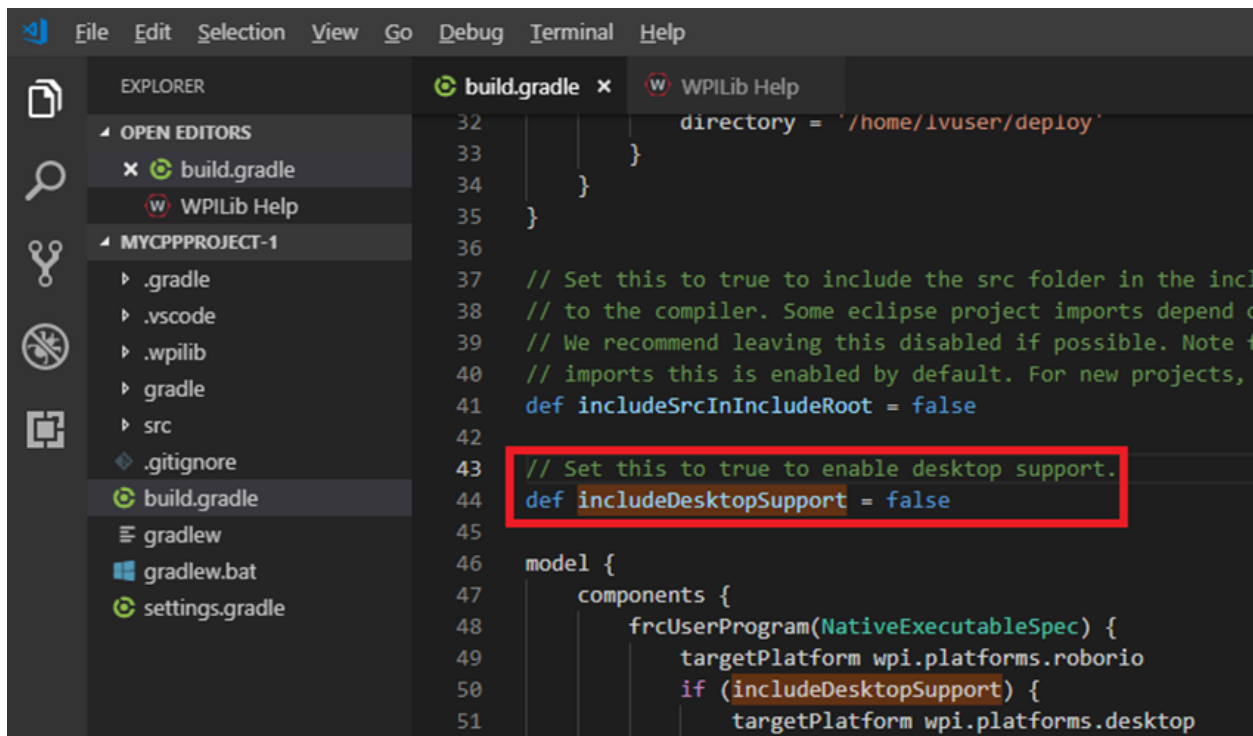 File Edit Selection View Go Debug Terminal Help
EXPLORER
OPEN EDITORS
build.gradle
WPILib Help
MYCPPPROJECT-1
.gradle
.vscode
.wpilib
gradle
src
.gitignore
build.gradle
gradlew
gradlew.bat
settings.gradle
build.gradle WPILib Help
32 directory = '/home/lvuser/deploy'
33 }
34 }
35 }
36
37 // Set this to true to include the src folder in the incl
38 // to the compiler. Some eclipse project imports depend
39 // We recommend leaving this disabled if possible. Note
40 // imports this is enabled by default. For new projects,
41 def includeSrcInIncludeRoot = false
42
43 // Set this to true to enable desktop support.
44 def includeDesktopSupport = false
45
46 model {
47 components {
48 frcUserProgram(NativeExecutableSpec) {
49 targetPlatform wpi.platforms.roborio
50 if (includeDesktopSupport) {
51 targetPlatform wpi.platforms.desktop